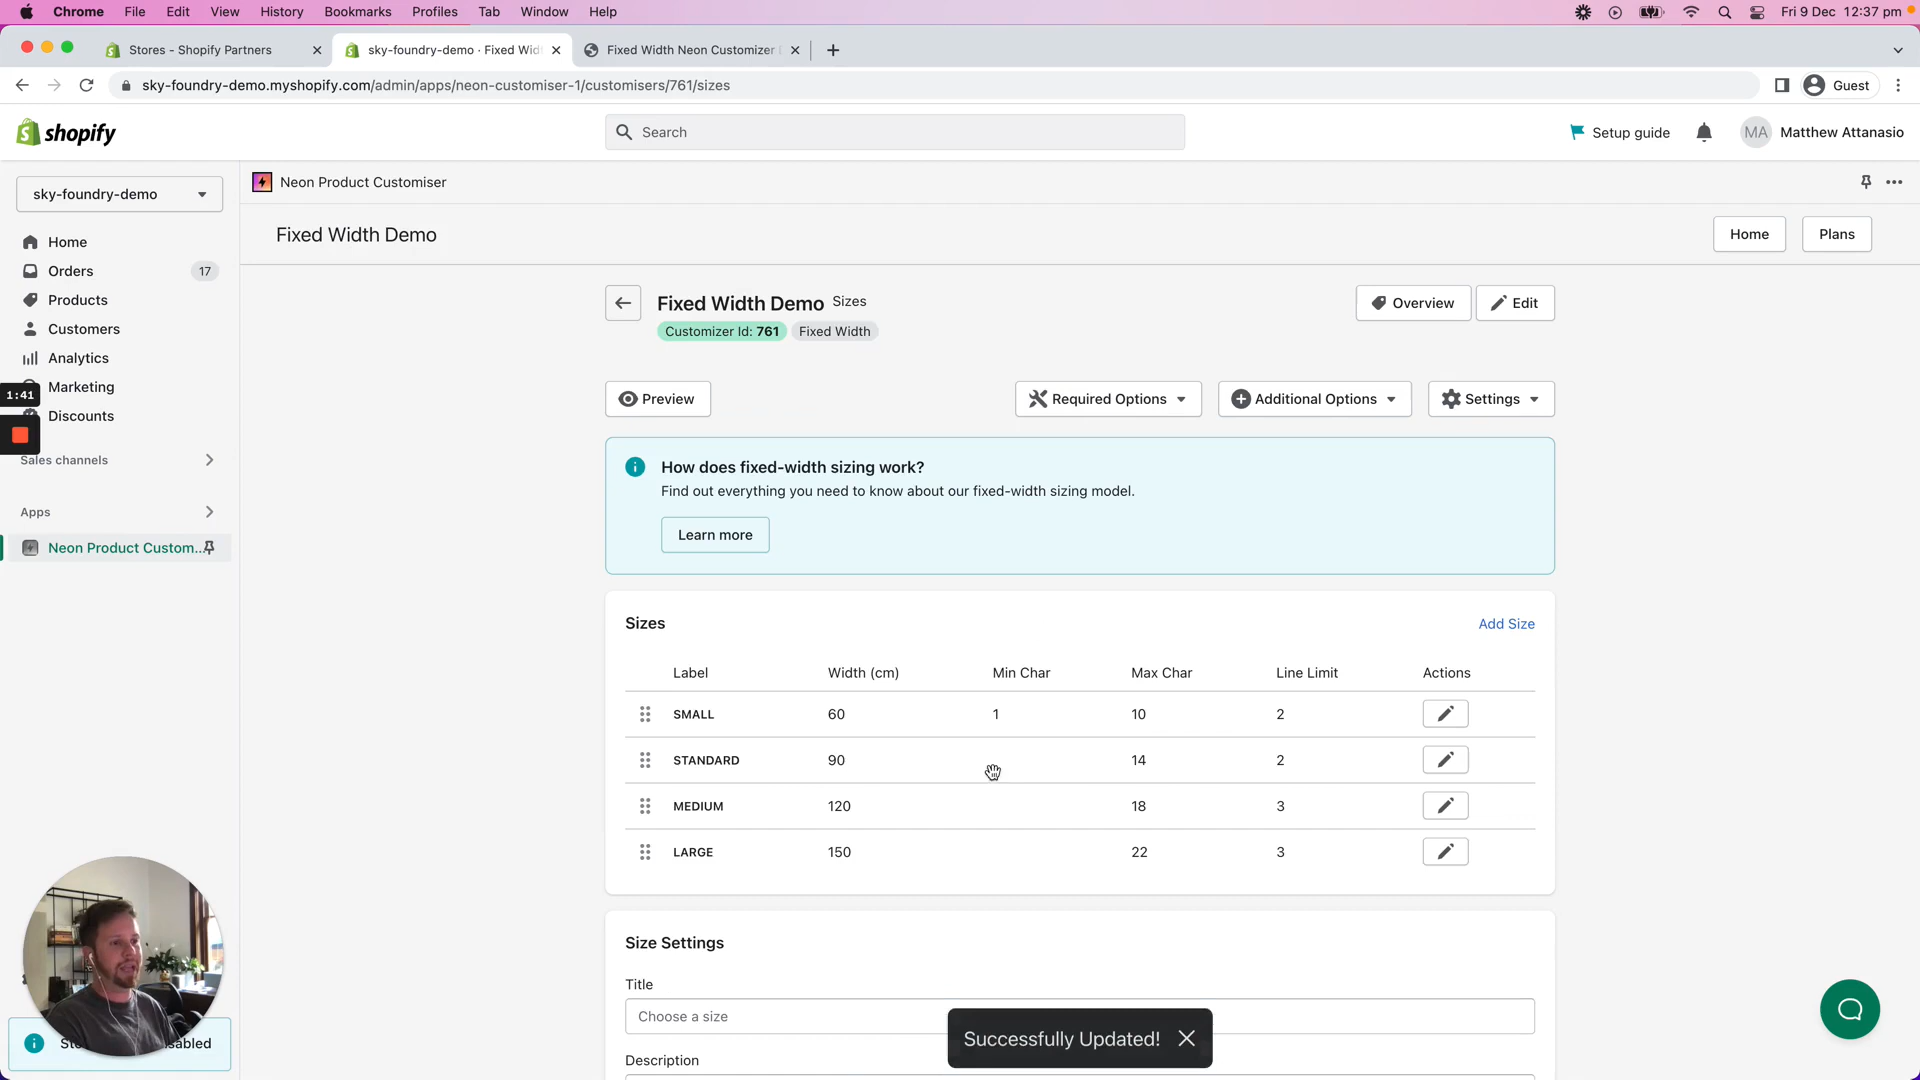 Chrome File Edit View History Bookmarks Profiles Tab Window Help Fri 9 Dec 12:37 pm
Stores - Shopify Partners sky-foundry-demo · Fixed Wid Fixed Width Neon Customizer
sky-foundry-demo.myshopify.com/admin/apps/neon-customiser-1/customisers/761/sizes Guest
shopify Search Setup guide MA Matthew Attanasio
sky-foundry-demo
Neon Product Customiser
Fixed Width Demo Home Plans
Home
Orders 17
Products
Customers
Analytics
Marketing
Discounts
1:41
Sales channels
Apps
Neon Product Custom...
Fixed Width Demo Sizes Overview Edit
Customizer Id: 761 Fixed Width
Preview Required Options Additional Options Settings
How does fixed-width sizing work?
Find out everything you need to know about our fixed-width sizing model.
Learn more
Sizes Add Size
Label Width (cm) Min Char Max Char Line Limit Actions
SMALL 60 1 10 2
STANDARD 90 14 2
MEDIUM 120 18 3
LARGE 150 22 3
Size Settings
Title
Choose a size
Successfully Updated!
Description